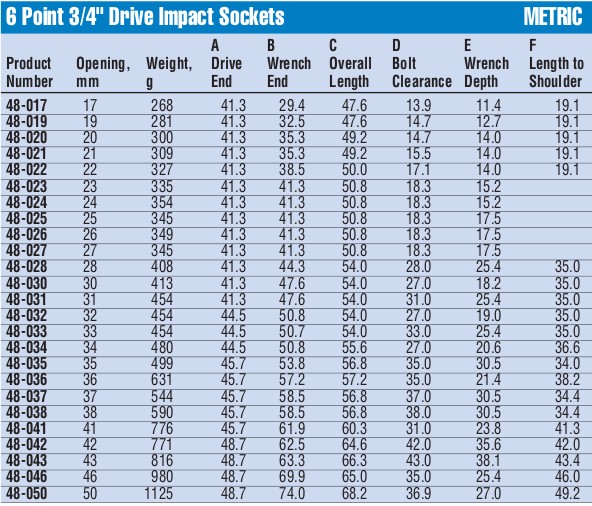 6 Point 3/4" Drive Impact Sockets METRIC
A B C D E F
Product Opening, Weight, Drive Wrench Overall Bolt Wrench Length to
Number mm g End End Length Clearance Depth Shoulder
48-017 17 268 41.3 29.4 47.6 13.9 11.4 19.1
48-019 19 281 41.3 32.5 47.6 14.7 12.7 19.1
48-020 20 300 41.3 35.3 49.2 14.7 14.0 19.1
48-021 21 309 41.3 35.3 49.2 15.5 14.0 19.1
48-022 22 327 41.3 38.5 50.0 17.1 14.0 19.1
48-023 23 335 41.3 41.3 50.8 18.3 15.2
48-024 24 354 41.3 41.3 50.8 18.3 15.2
48-025 25 345 41.3 41.3 50.8 18.3 17.5
48-026 26 349 41.3 41.3 50.8 18.3 17.5
48-027 27 345 41.3 41.3 50.8 18.3 17.5
48-028 28 408 41.3 44.3 54.0 28.0 25.4 35.0
48-030 30 413 41.3 47.6 54.0 27.0 18.2 35.0
48-031 31 454 41.3 47.6 54.0 31.0 25.4 35.0
48-032 32 454 44.5 50.8 54.0 27.0 19.0 35.0
48-033 33 454 44.5 50.7 54.0 33.0 25.4 35.0
48-034 34 480 44.5 50.8 55.6 27.0 20.6 36.6
48-035 35 499 45.7 53.8 56.8 35.0 30.5 34.0
48-036 36 631 45.7 57.2 57.2 35.0 21.4 38.2
48-037 37 544 45.7 58.5 56.8 37.0 30.5 34.4
48-038 38 590 45.7 58.5 56.8 38.0 30.5 34.4
48-041 41 776 45.7 61.9 60.3 31.0 23.8 41.3
48-042 42 771 48.7 62.5 64.6 42.0 35.6 42.0
48-043 43 816 48.7 63.3 66.3 43.0 38.1 43.4
48-046 46 980 48.7 69.9 65.0 35.0 25.4 46.0
48-050 50 1125 48.7 74.0 68.2 36.9 27.0 49.2